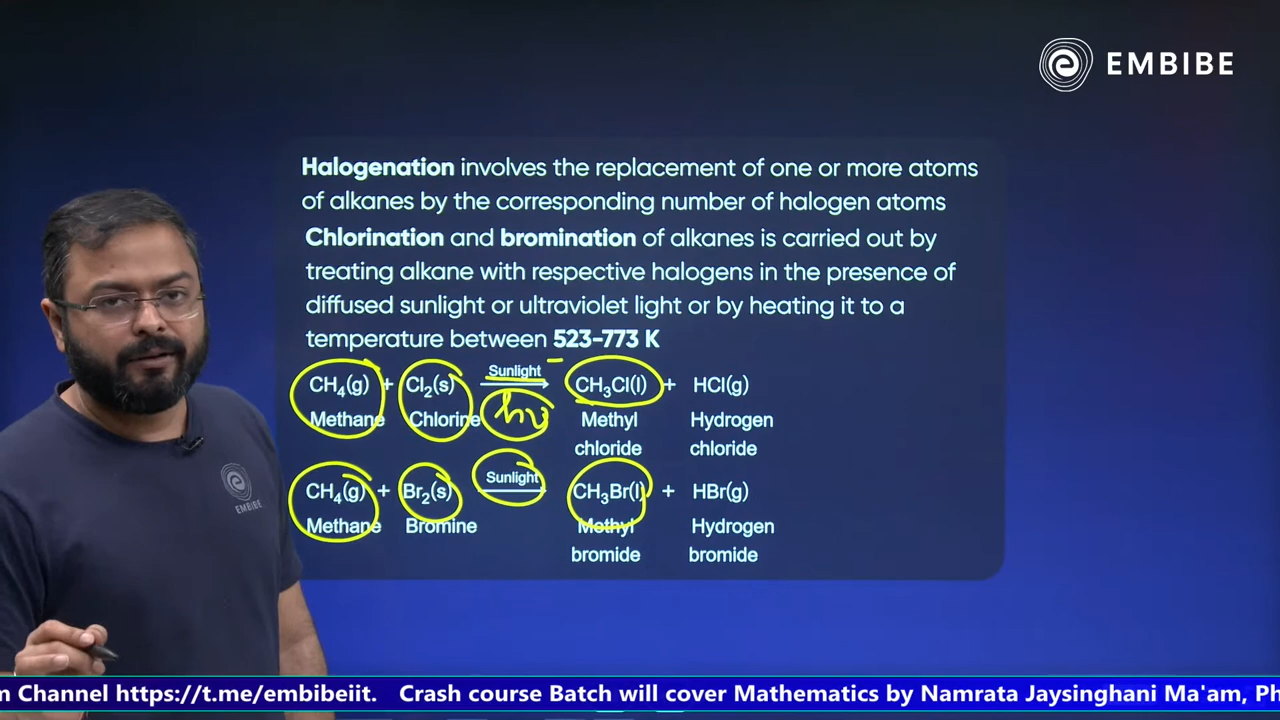 EMBIBE
Halogenation involves the replacement of one or more atoms
of alkanes by the corresponding number of halogen atoms
Chlorination and bromination of alkanes is carried out by
treating alkane with respective halogens in the presence of
diffused sunlight or ultraviolet light or by heating it to a
temperature between 523-773 K
CH₄(g) + Cl₂(s) Sunlight CH₃Cl(l) + HCl(g)
hν
Methane Chlorine Methyl Hydrogen
chloride chloride
CH₄(g) + Br₂(s) Sunlight CH₃Br(l) + HBr(g)
Methane Bromine Methyl Hydrogen
bromide bromide
EMBIBE
m Channel https://t.me/embibeiit. Crash course Batch will cover Mathematics by Namrata Jaysinghani Ma'am, Ph